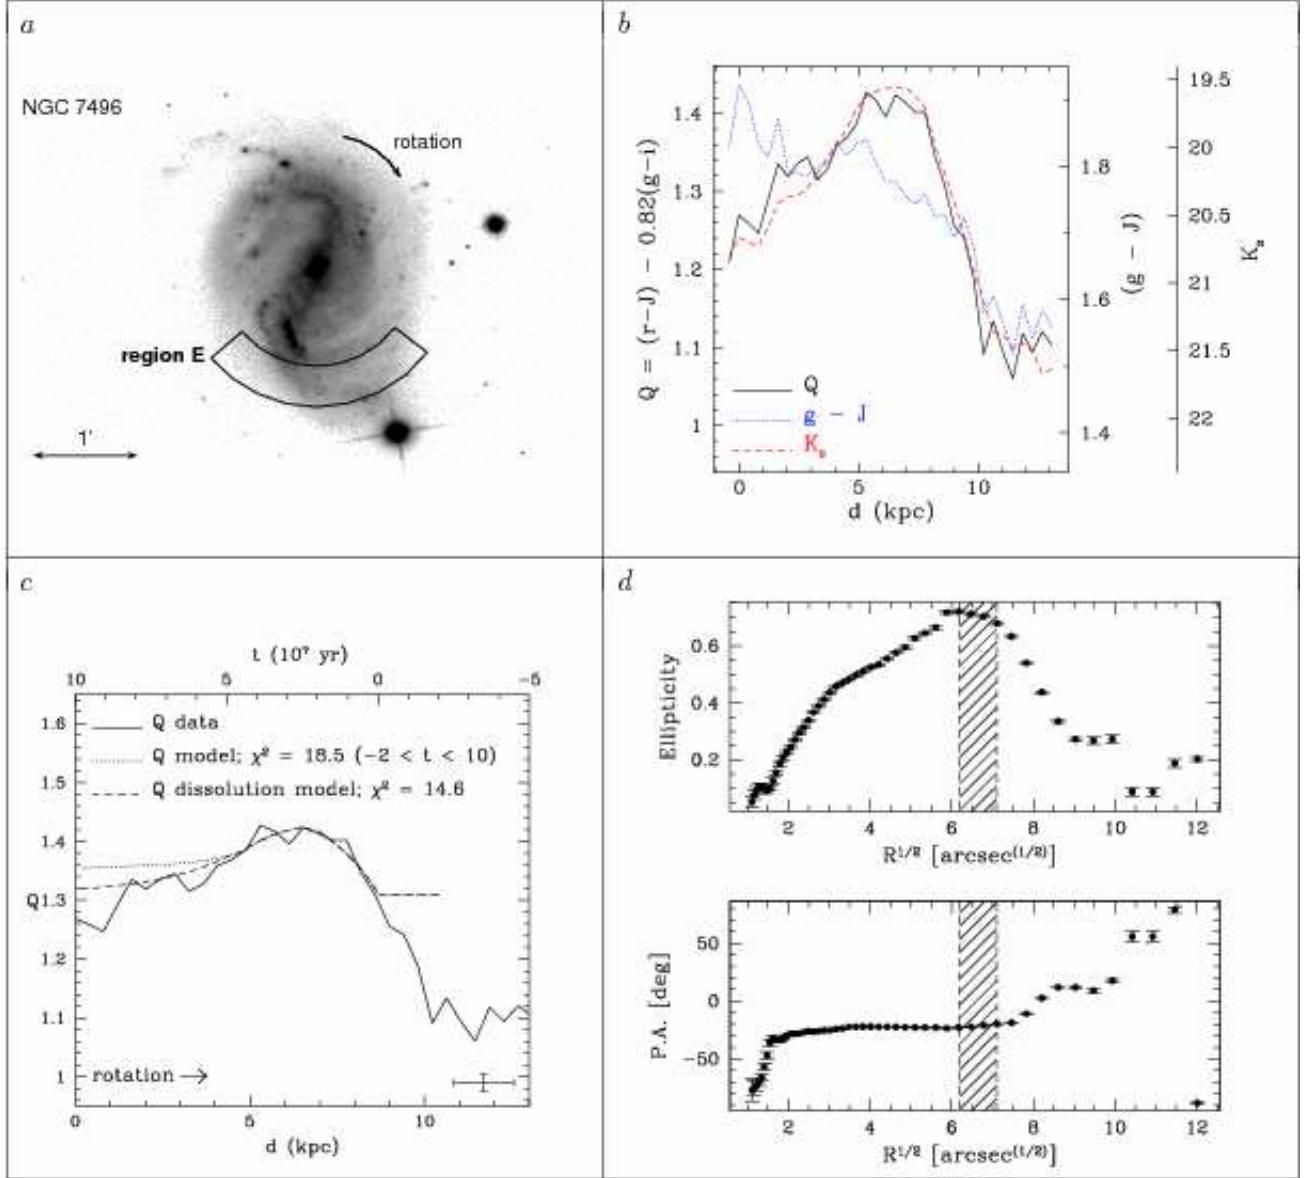 a
NGC 7496
rotation
region E
1'
b
1.4
1.3
1.2
1.1
1
Q = (r-J) - 0.82(g-i)
1.8
1.6
1.4
(g - J)
19.5
20
20.5
21
21.5
22
Ks
Q
g - J
Ks
0 5 10
d (kpc)
c
t (10⁹ yr)
10 5 0 -5
1.6
1.5
1.4
Q1.3
1.2
1.1
1
Q data
Q model; χ² = 18.5 (-2 < t < 10)
Q dissolution model; χ² = 14.6
rotation →
0 5 10
d (kpc)
d
Ellipticity
0.6
0.4
0.2
2 4 6 8 10 12
R^1/2 [arcsec^(1/2)]
P.A. [deg]
50
0
-50
2 4 6 8 10 12
R^1/2 [arcsec^(1/2)]